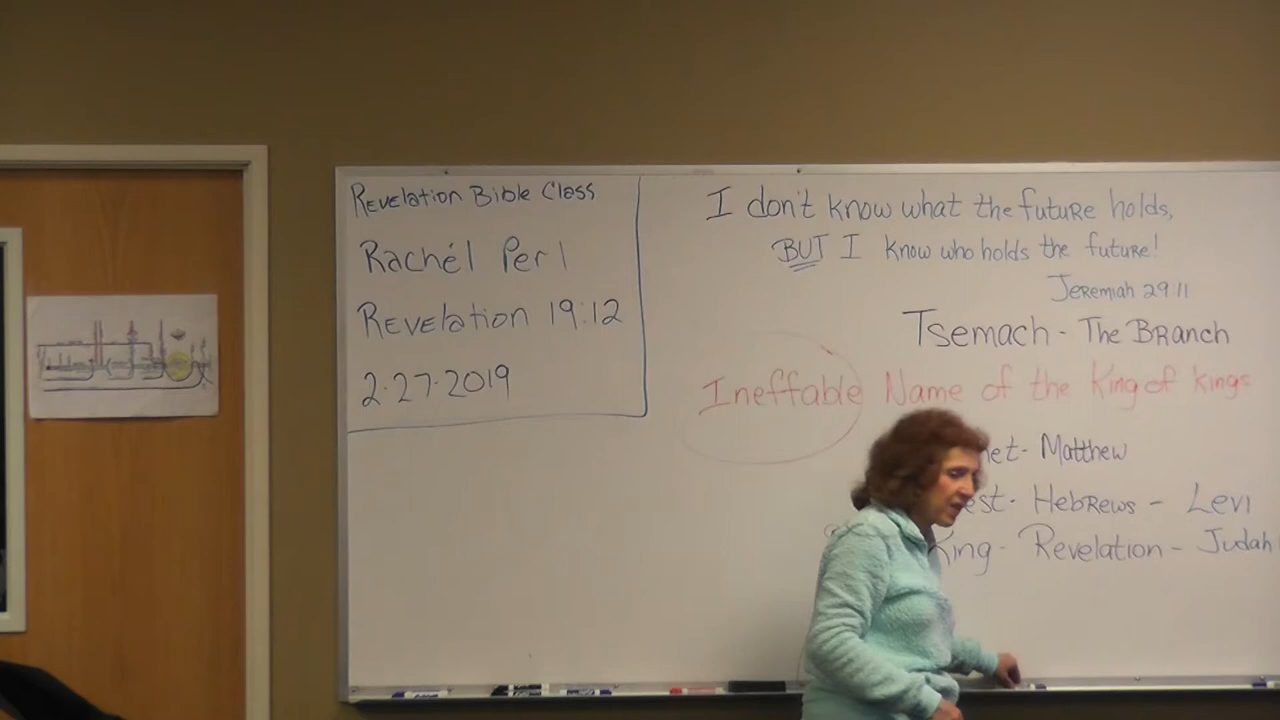 Revelation Bible Class
Rachél Perl
Revelation 19:12
2-27-2019
I don't know what the future holds,
BUT I know who holds the future!
Jeremiah 29:11
Tsemach - The Branch
Ineffable Name of the King of kings
- Matthew
- Hebrews - Levi
King - Revelation - Judah